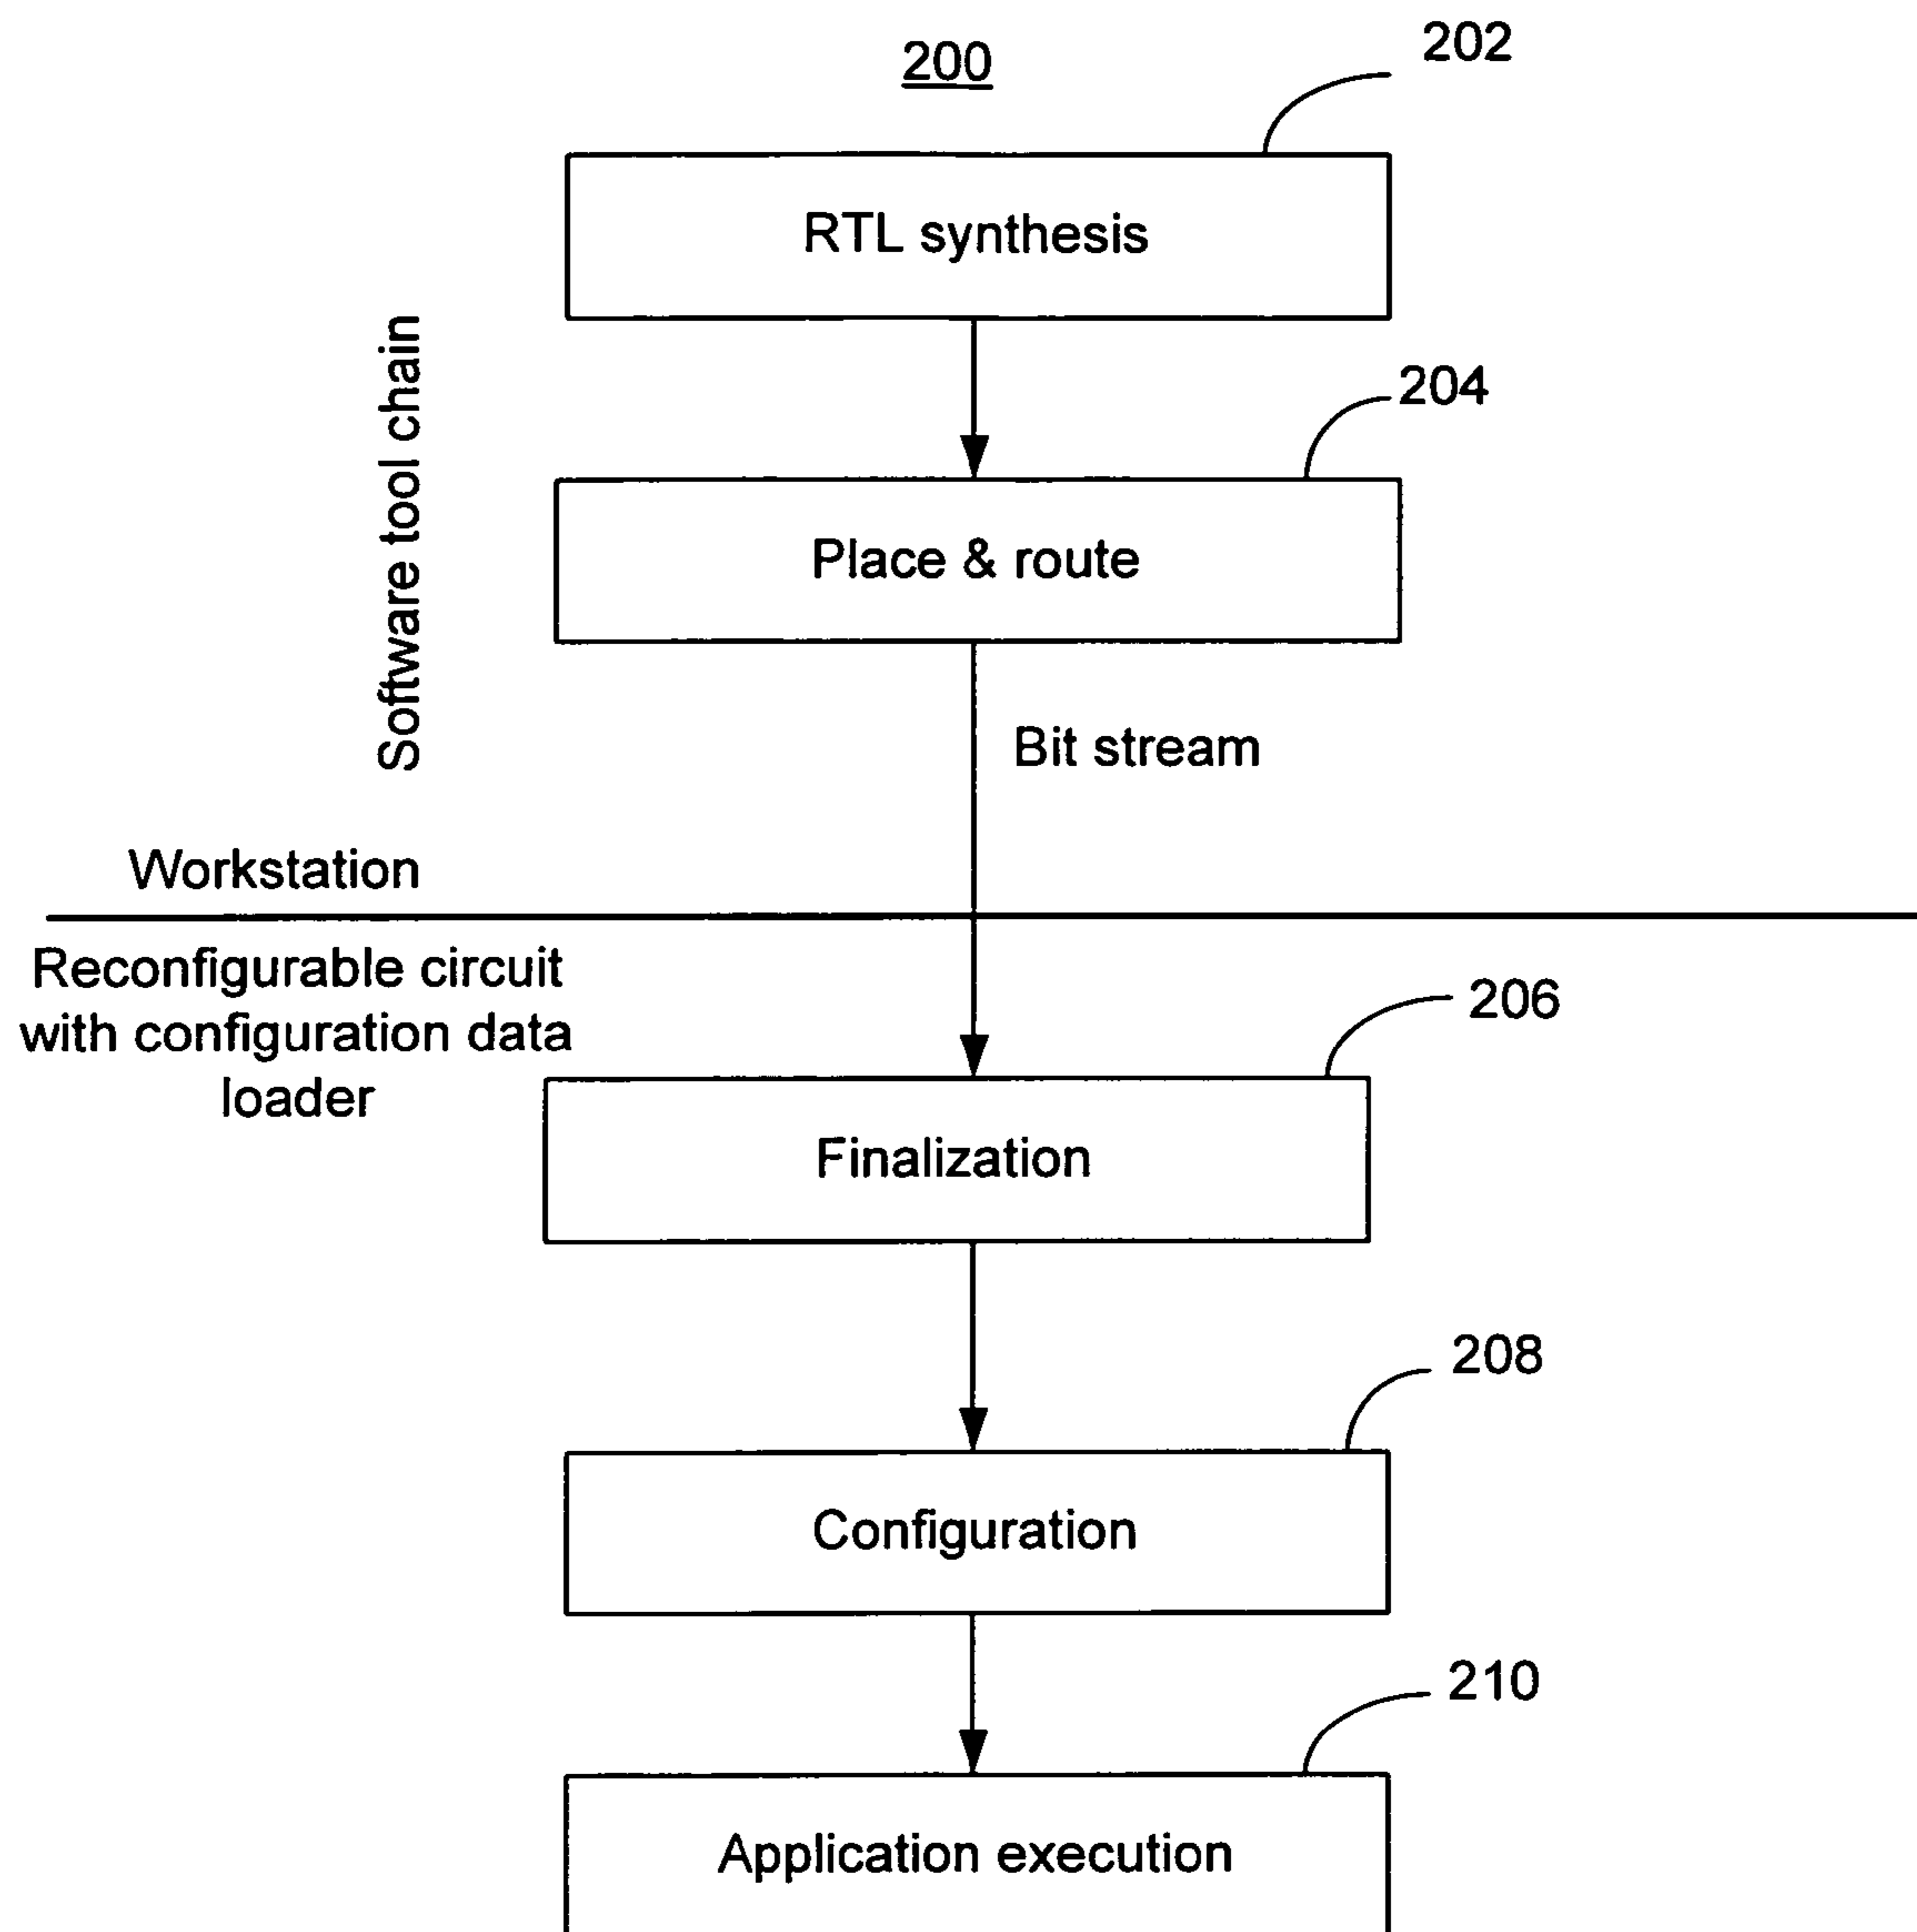 200
202
RTL synthesis
Software tool chain
204
Place & route
Bit stream
Workstation
Reconfigurable circuit
with configuration data
loader
206
Finalization
208
Configuration
210
Application execution